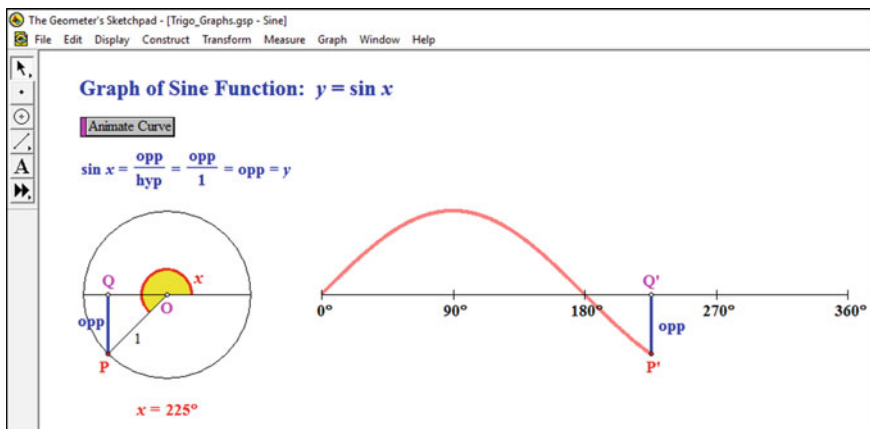 The Geometer's Sketchpad - [Trigo_Graphs.gsp - Sine]
File Edit Display Construct Transform Measure Graph Window Help
A
Graph of Sine Function: y = sin x
Animate Curve
sin x = opp/hyp = opp/1 = opp = y
Q O x Q'
0° 90° 180° 270° 360°
opp 1 opp
P P'
x = 225°